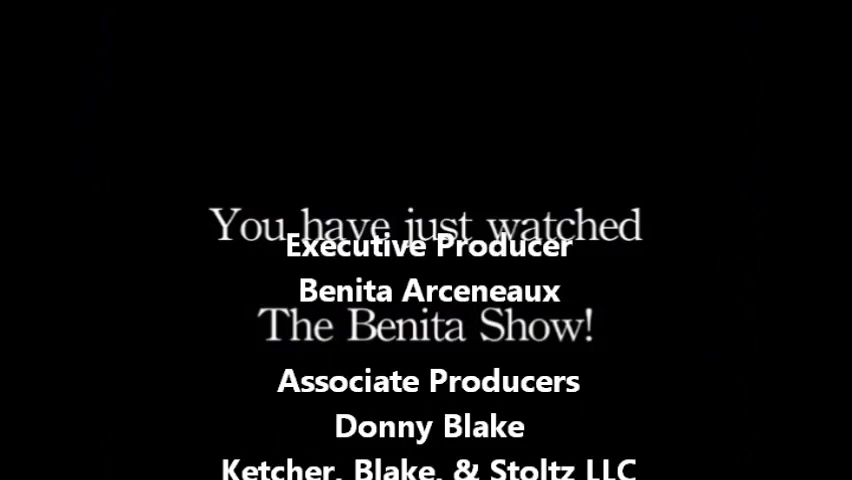 You have just watched
Executive Producer
Benita Arceneaux
The Benita Show!
Associate Producers
Donny Blake
Ketcher, Blake, & Stoltz LLC